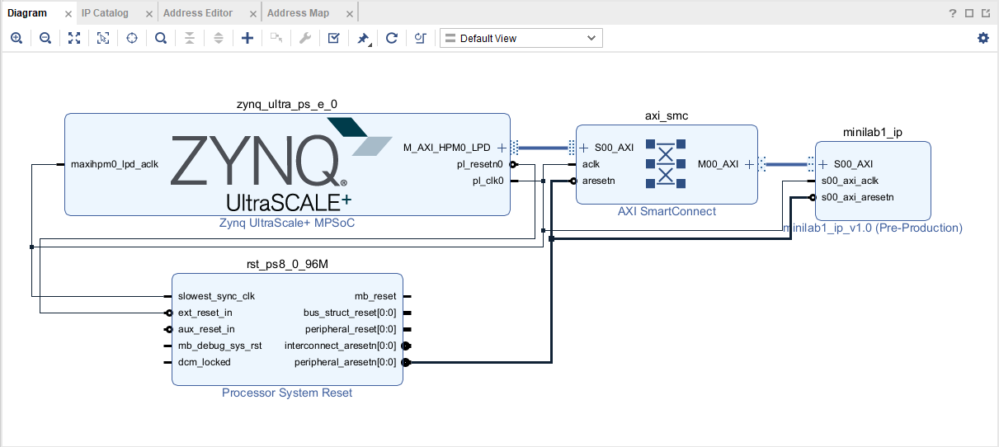 Diagram × IP Catalog × Address Editor × Address Map × ?
Default View
zynq_ultra_ps_e_0
ZYNQ®
UltraSCALE+
maxihpm0_lpd_aclk
M_AXI_HPM0_LPD
pl_resetn0
pl_clk0
Zynq UltraScale+ MPSoC
axi_smc
S00_AXI
aclk
aresetn
M00_AXI
AXI SmartConnect
minilab1_ip
S00_AXI
s00_axi_aclk
s00_axi_aresetn
minilab1_ip_v1.0 (Pre-Production)
rst_ps8_0_96M
slowest_sync_clk
ext_reset_in
aux_reset_in
mb_debug_sys_rst
dcm_locked
mb_reset
bus_struct_reset[0:0]
peripheral_reset[0:0]
interconnect_aresetn[0:0]
peripheral_aresetn[0:0]
Processor System Reset